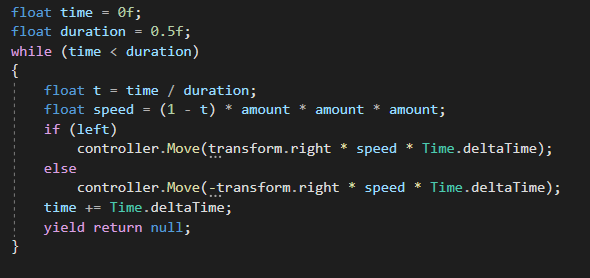 float time = 0f;
float duration = 0.5f;
while (time < duration)
{
    float t = time / duration;
    float speed = (1 - t) * amount * amount * amount;
    if (left)
        controller.Move(transform.right * speed * Time.deltaTime);
    else
        controller.Move(-transform.right * speed * Time.deltaTime);
    time += Time.deltaTime;
    yield return null;
}